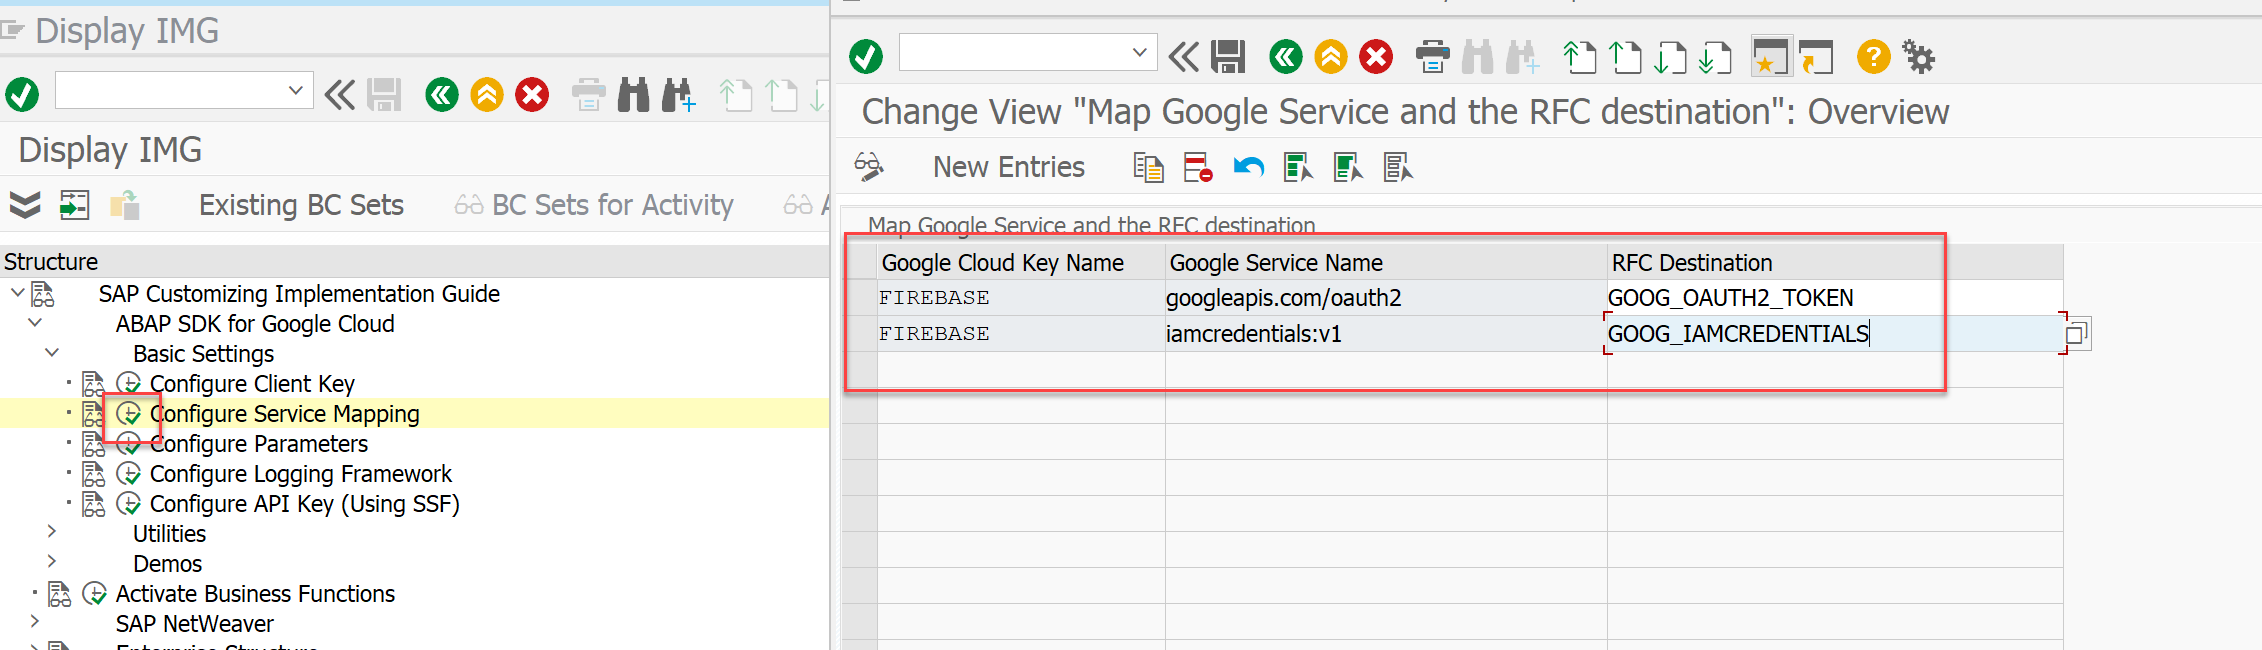 Display IMG
Display IMG
Existing BC Sets
BC Sets for Activity
Structure
SAP Customizing Implementation Guide
ABAP SDK for Google Cloud
Basic Settings
Configure Client Key
Configure Service Mapping
Configure Parameters
Configure Logging Framework
Configure API Key (Using SSF)
Utilities
Demos
Activate Business Functions
SAP NetWeaver
Enterprise Structure
Change View "Map Google Service and the RFC destination": Overview
New Entries
Map Google Service and the RFC destination
Google Cloud Key Name Google Service Name RFC Destination
FIREBASE googleapis.com/oauth2 GOOG_OAUTH2_TOKEN
FIREBASE iamcredentials:v1 GOOG_IAMCREDENTIALS